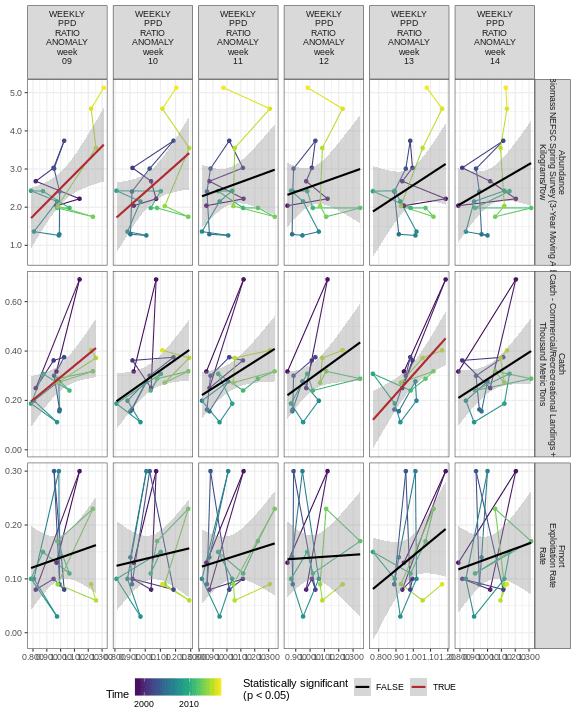 WEEKLY PPD RATIO ANOMALY week 09
WEEKLY PPD RATIO ANOMALY week 10
WEEKLY PPD RATIO ANOMALY week 11
WEEKLY PPD RATIO ANOMALY week 12
WEEKLY PPD RATIO ANOMALY week 13
WEEKLY PPD RATIO ANOMALY week 14
5.0
4.0
3.0
2.0
1.0
Abundance
Biomass NEFSC Spring Survey (3-Year Moving
Kilograms/Tow
0.60
0.40
0.20
0.00
Catch
Catch - Commercial/Recreational Landings +
Thousand Metric Tons
0.30
0.20
0.10
0.00
Fmort
Exploitation Rate
Rate
Time
2000
2010
Statistically significant
(p < 0.05)
FALSE
TRUE